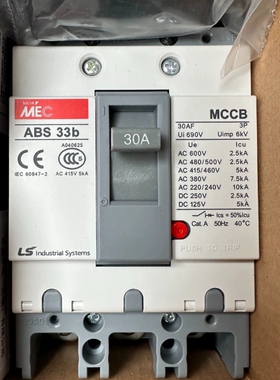 MEC
ABS 33b
A040625
CCC
IEC 60947-2 AC 415V 5kA
LS Industrial Systems
30A
MCCB
30AF 3P
Ui 690V Uimp 6kV
Ue Icu
AC 600V 2.5kA
AC 480/500V 2.5kA
AC 415/460V 5kA
AC 380V 7.5kA
AC 220/240V 10kA
DC 250V 2.5kA
DC 125V 5kA
Ics = 50%Icu
Cat.A 50Hz 40°C
PUSH TO TRIP